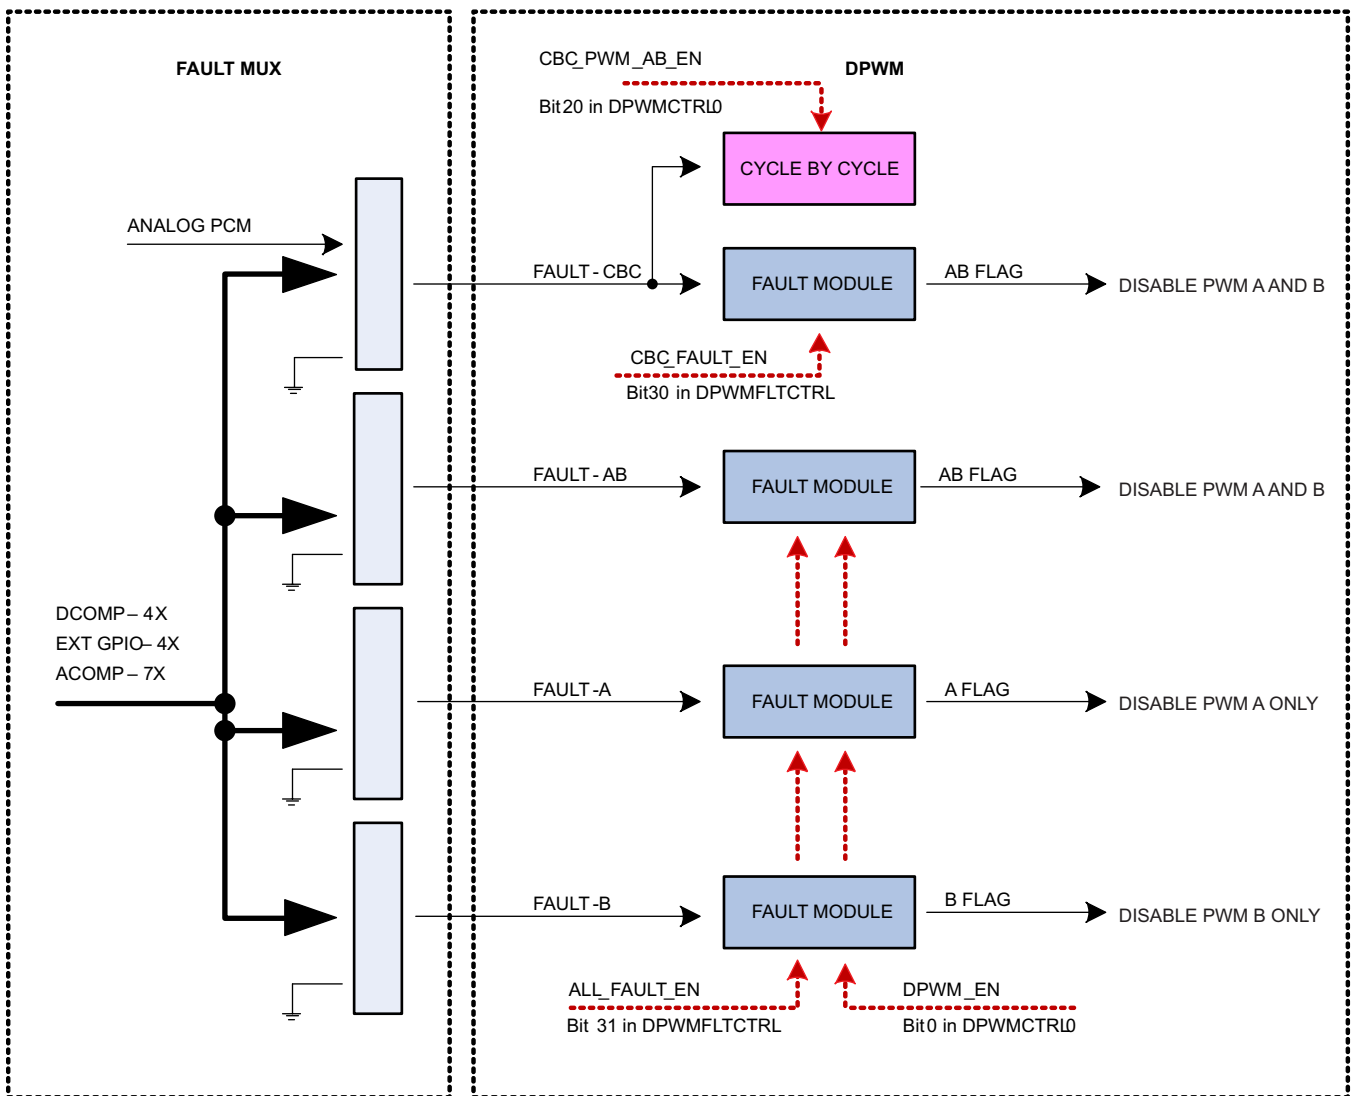 FAULT MUX
CBC_PWM_AB_EN
DPWM
Bit20 in DPWMCTRL0
CYCLE BY CYCLE
ANALOG PCM
FAULT - CBC
FAULT MODULE
AB FLAG
DISABLE PWM A AND B
CBC_FAULT_EN
Bit30 in DPWMFLTCTRL
FAULT - AB
FAULT MODULE
AB FLAG
DISABLE PWM A AND B
DCOMP – 4X
EXT GPIO– 4X
ACOMP – 7X
FAULT -A
FAULT MODULE
A FLAG
DISABLE PWM A ONLY
FAULT -B
FAULT MODULE
B FLAG
DISABLE PWM B ONLY
ALL_FAULT_EN
Bit 31 in DPWMFLTCTRL
DPWM _EN
Bit0 in DPWMCTRL0